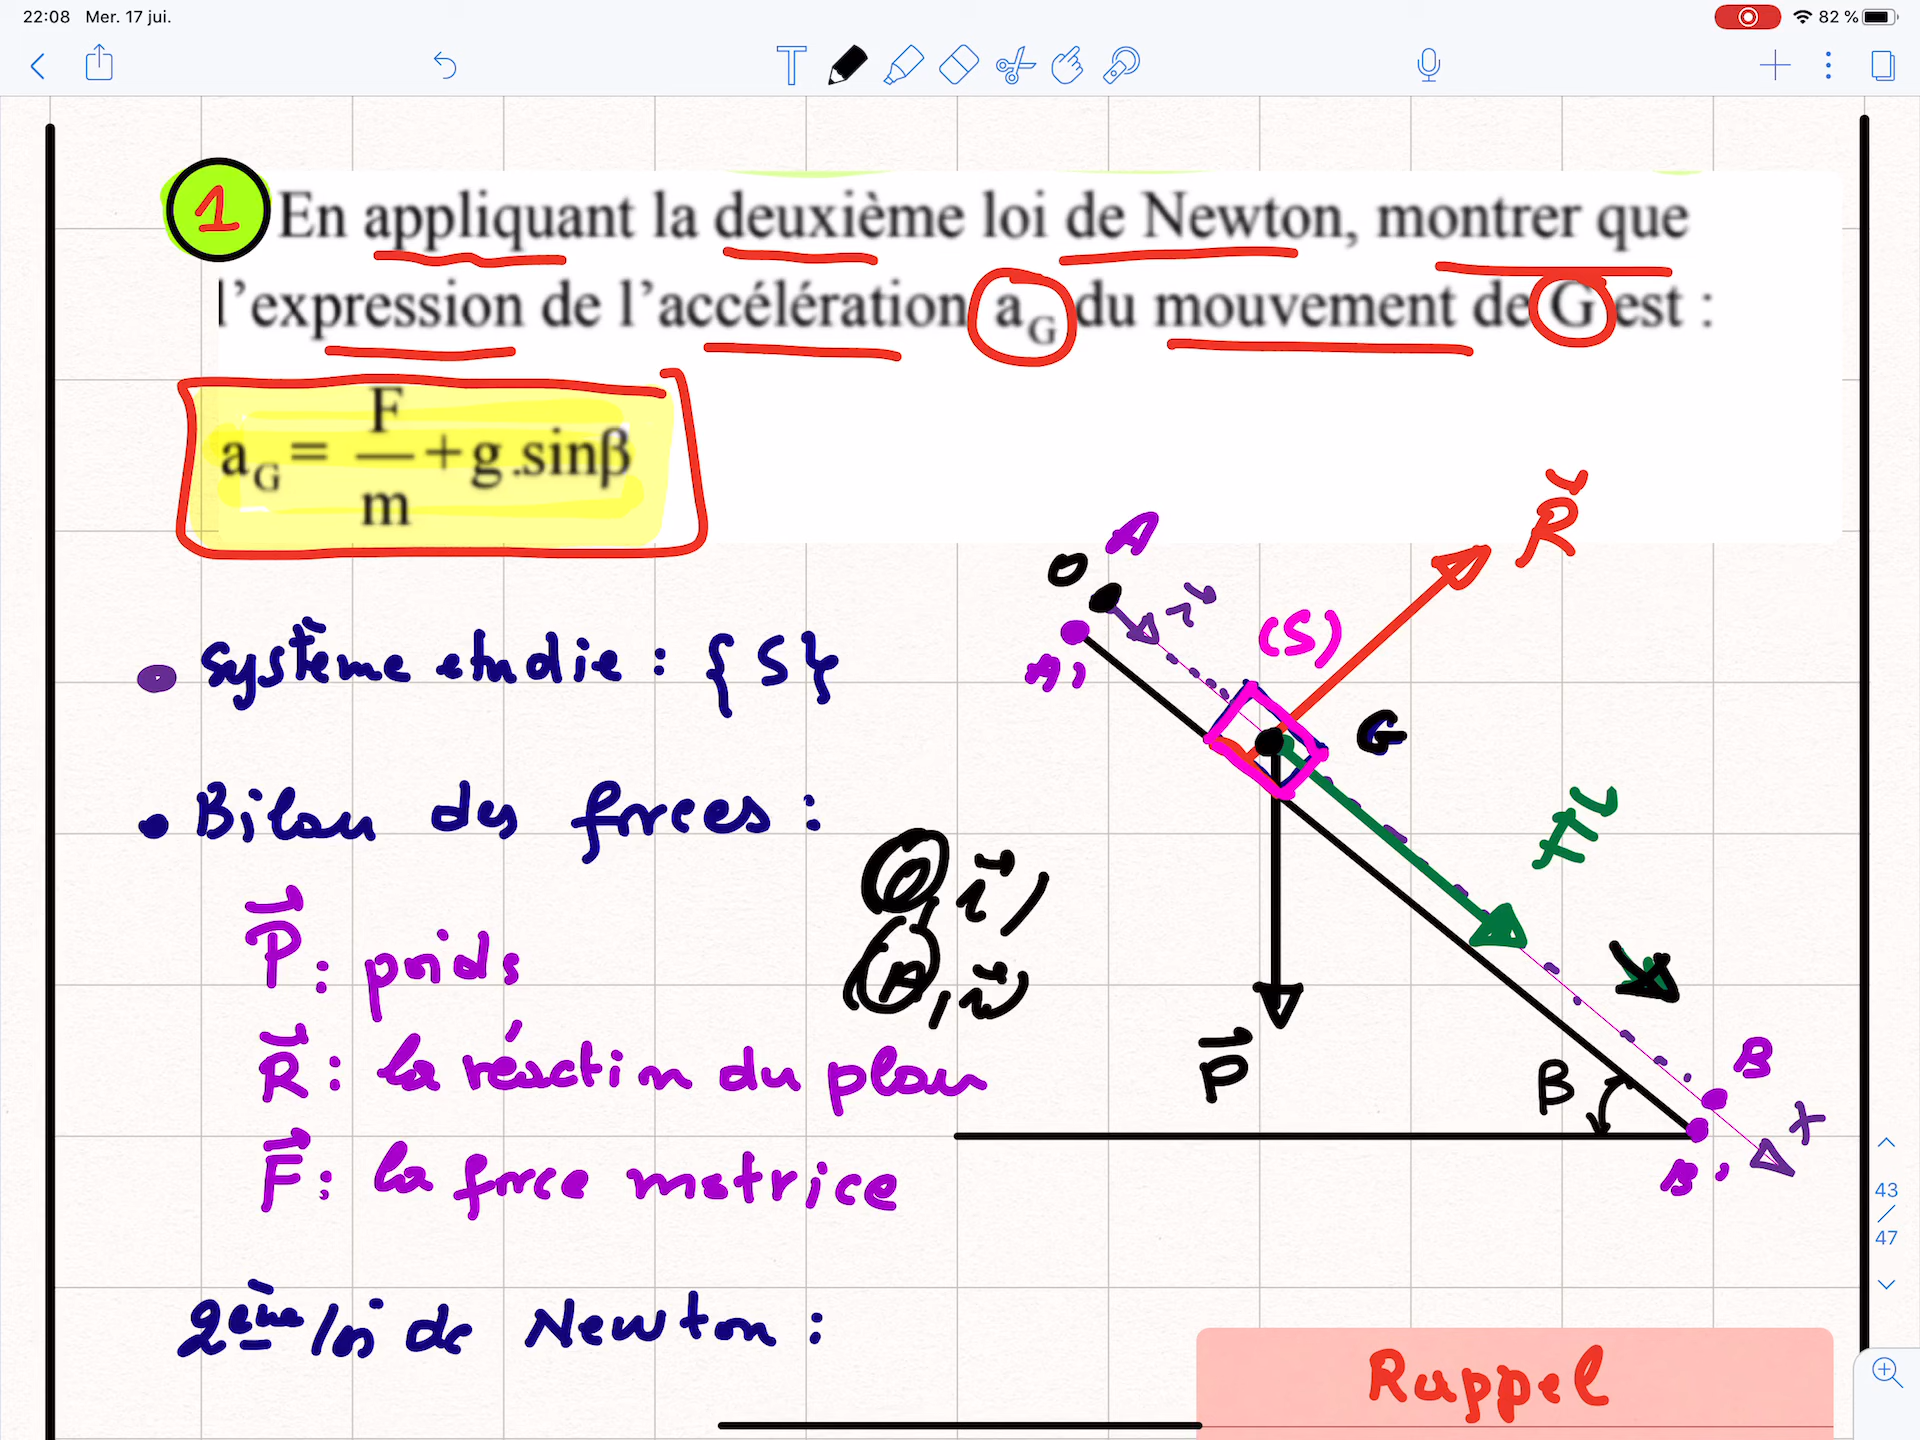 22:08 Mer. 17 jui.
82 %
1 En appliquant la deuxième loi de Newton, montrer que
l’expression de l’accélération a_G du mouvement de G est :
a_G = F/m + g.sinβ
R⃗
A
O
i⃗
(S)
A'
système etudie : { S }
G
Bilan des forces :
F⃗
(O, i⃗)
P⃗ : poids
(A, i⃗)
P⃗
B
B
x
R⃗ : la réaction du plan
B'
F⃗ : la force motrice
43
/
47
2ème loi de Newton :
Rappel